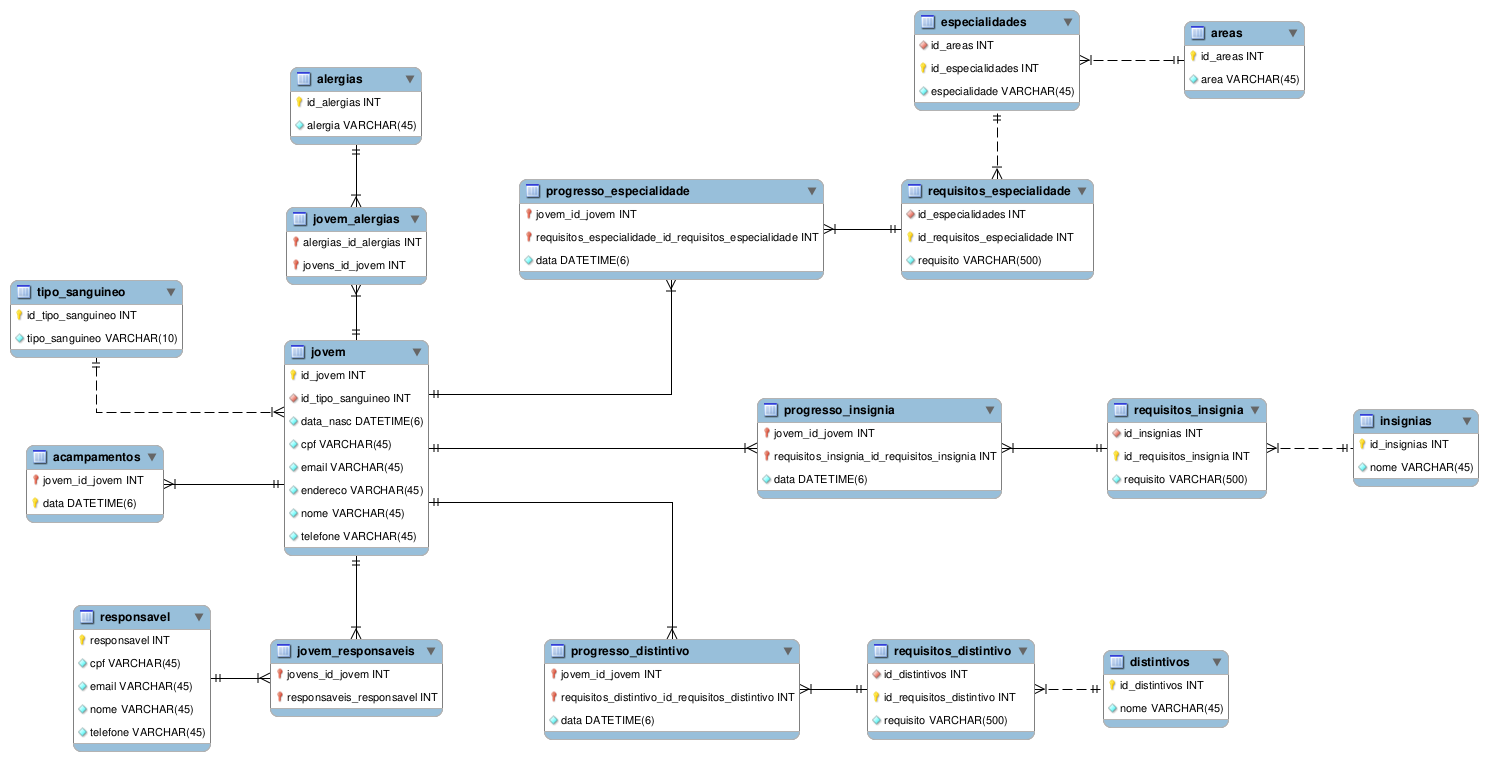 especialidades
id_areas INT
id_especialidades INT
especialidade VARCHAR(45)
areas
id_areas INT
area VARCHAR(45)
alergias
id_alergias INT
alergia VARCHAR(45)
jovem_alergias
alergias_id_alergias INT
jovens_id_jovem INT
progresso_especialidade
jovem_id_jovem INT
requisitos_especialidade_id_requisitos_especialidade INT
data DATETIME(6)
requisitos_especialidade
id_especialidades INT
id_requisitos_especialidade INT
requisito VARCHAR(500)
tipo_sanguineo
id_tipo_sanguineo INT
tipo_sanguineo VARCHAR(10)
jovem
id_jovem INT
id_tipo_sanguineo INT
data_nasc DATETIME(6)
cpf VARCHAR(45)
email VARCHAR(45)
endereco VARCHAR(45)
nome VARCHAR(45)
telefone VARCHAR(45)
progresso_insignia
jovem_id_jovem INT
requisitos_insignia_id_requisitos_insignia INT
data DATETIME(6)
requisitos_insignia
id_insignias INT
id_requisitos_insignia INT
requisito VARCHAR(500)
insignias
id_insignias INT
nome VARCHAR(45)
acampamentos
jovem_id_jovem INT
data DATETIME(6)
responsavel
responsavel INT
cpf VARCHAR(45)
email VARCHAR(45)
nome VARCHAR(45)
telefone VARCHAR(45)
jovem_responsaveis
jovens_id_jovem INT
responsaveis_responsavel INT
progresso_distintivo
jovem_id_jovem INT
requisitos_distintivo_id_requisitos_distintivo INT
data DATETIME(6)
requisitos_distintivo
id_distintivos INT
id_requisitos_distintivo INT
requisito VARCHAR(500)
distintivos
id_distintivos INT
nome VARCHAR(45)